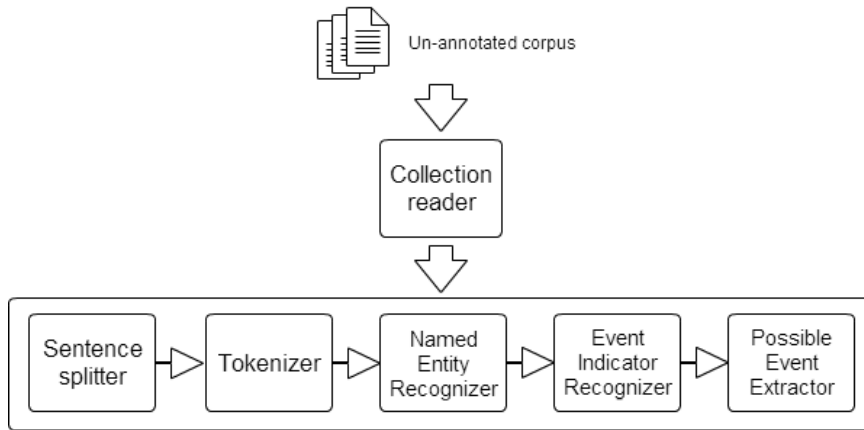 Un-annotated corpus
Collection
reader
Sentence
splitter
Tokenizer
Named
Entity
Recognizer
Event
Indicator
Recognizer
Possible
Event
Extractor